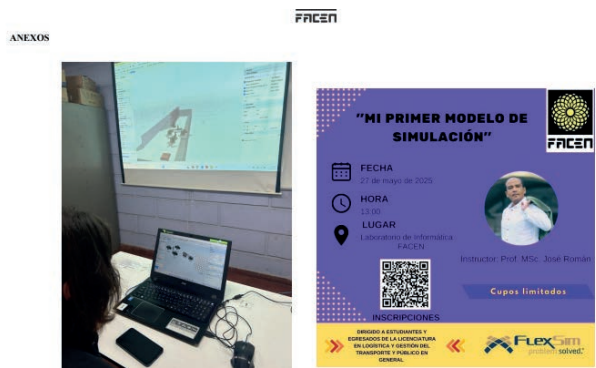 FACEN
ANEXOS
"MI PRIMER MODELO DE
SIMULACIÓN"
FACEN
FECHA
27 de mayo de 2025
HORA
13:00
LUGAR
Laboratorio de Informática
FACEN
Instructor: Prof. MSc. José Román
Cupos limitados
INSCRIPCIONES
DIRIGIDO A ESTUDIANTES Y
EGRESADOS DE LA LICENCIATURA
EN LOGÍSTICA Y GESTIÓN DEL
TRANSPORTE Y PÚBLICO EN
GENERAL
FLEXSIM
problem solved.